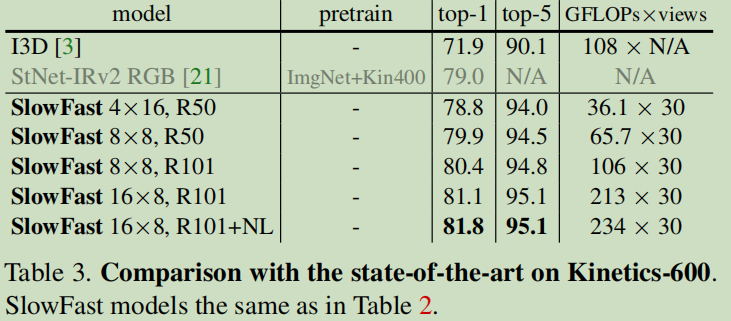 model pretrain top-1 top-5 GFLOPs×views
I3D [3] - 71.9 90.1 108 × N/A
StNet-IRv2 RGB [21] ImgNet+Kin400 79.0 N/A N/A
SlowFast 4×16, R50 - 78.8 94.0 36.1 × 30
SlowFast 8×8, R50 - 79.9 94.5 65.7 ×30
SlowFast 8×8, R101 - 80.4 94.8 106 × 30
SlowFast 16×8, R101 - 81.1 95.1 213 × 30
SlowFast 16×8, R101+NL - 81.8 95.1 234 × 30
Table 3. Comparison with the state-of-the-art on Kinetics-600.
SlowFast models the same as in Table 2.